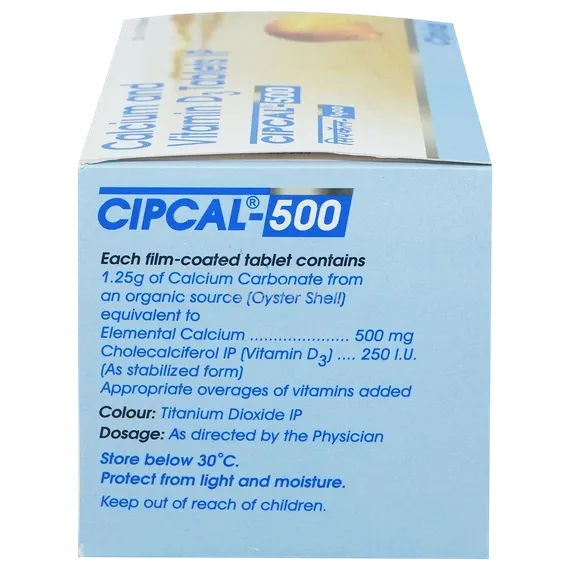 Calcium and
Vitamin D3 Tablets IP
CIPCAL-500
सिपकॅल-५००
Cipla
CIPCAL®-500
Each film-coated tablet contains
1.25g of Calcium Carbonate from
an organic source (Oyster Shell)
equivalent to
Elemental Calcium ..................... 500 mg
Cholecalciferol IP (Vitamin D3) .... 250 I.U.
(As stabilized form)
Appropriate overages of vitamins added
Colour: Titanium Dioxide IP
Dosage: As directed by the Physician
Store below 30°C.
Protect from light and moisture.
Keep out of reach of children.